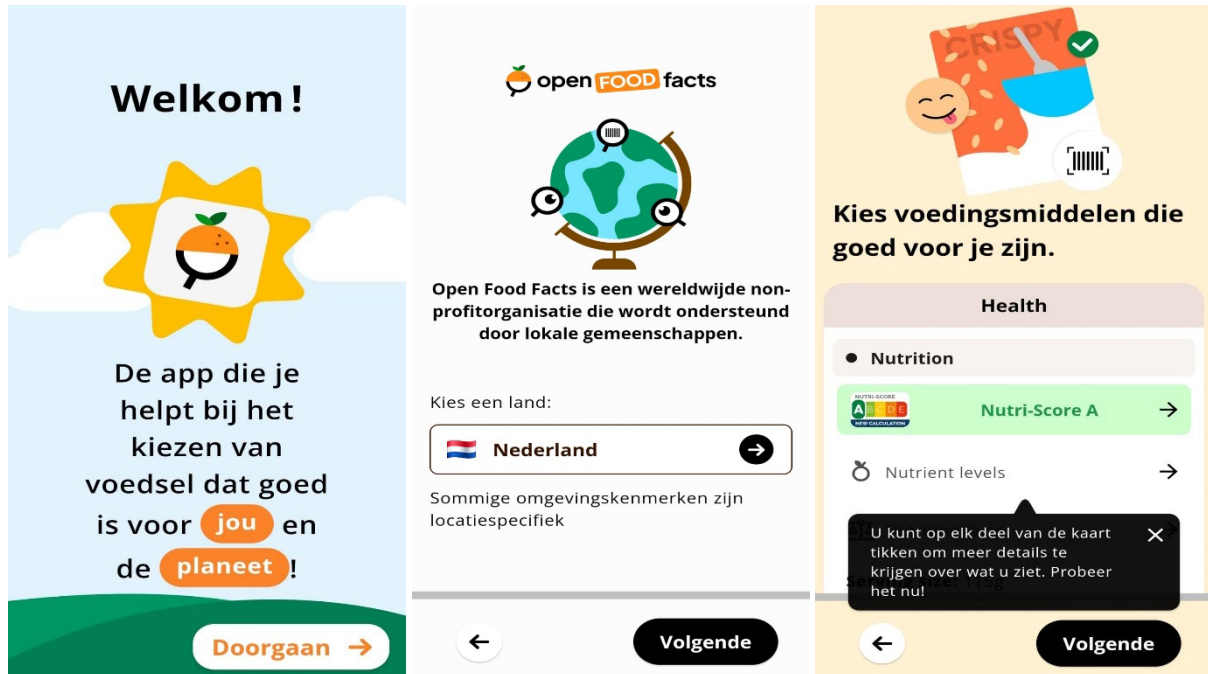 Welkom!
De app die je
helpt bij het
kiezen van
voedsel dat goed
is voor jou en
de planeet!
Doorgaan →
open FOOD facts
Open Food Facts is een wereldwijde non-
profitorganisatie die wordt ondersteund
door lokale gemeenschappen.
Kies een land:
Nederland
Sommige omgevingskenmerken zijn
locatiespecifiek
Volgende
CRISPY
Kies voedingsmiddelen die
goed voor je zijn.
Health
• Nutrition
NUTRI-SCORE
A B C D E
NEW CALCULATION
Nutri-Score A
Nutrient levels
U kunt op elk deel van de kaart
tikken om meer details te
krijgen over wat u ziet. Probeer
het nu!
Serving size: 115g
Volgende